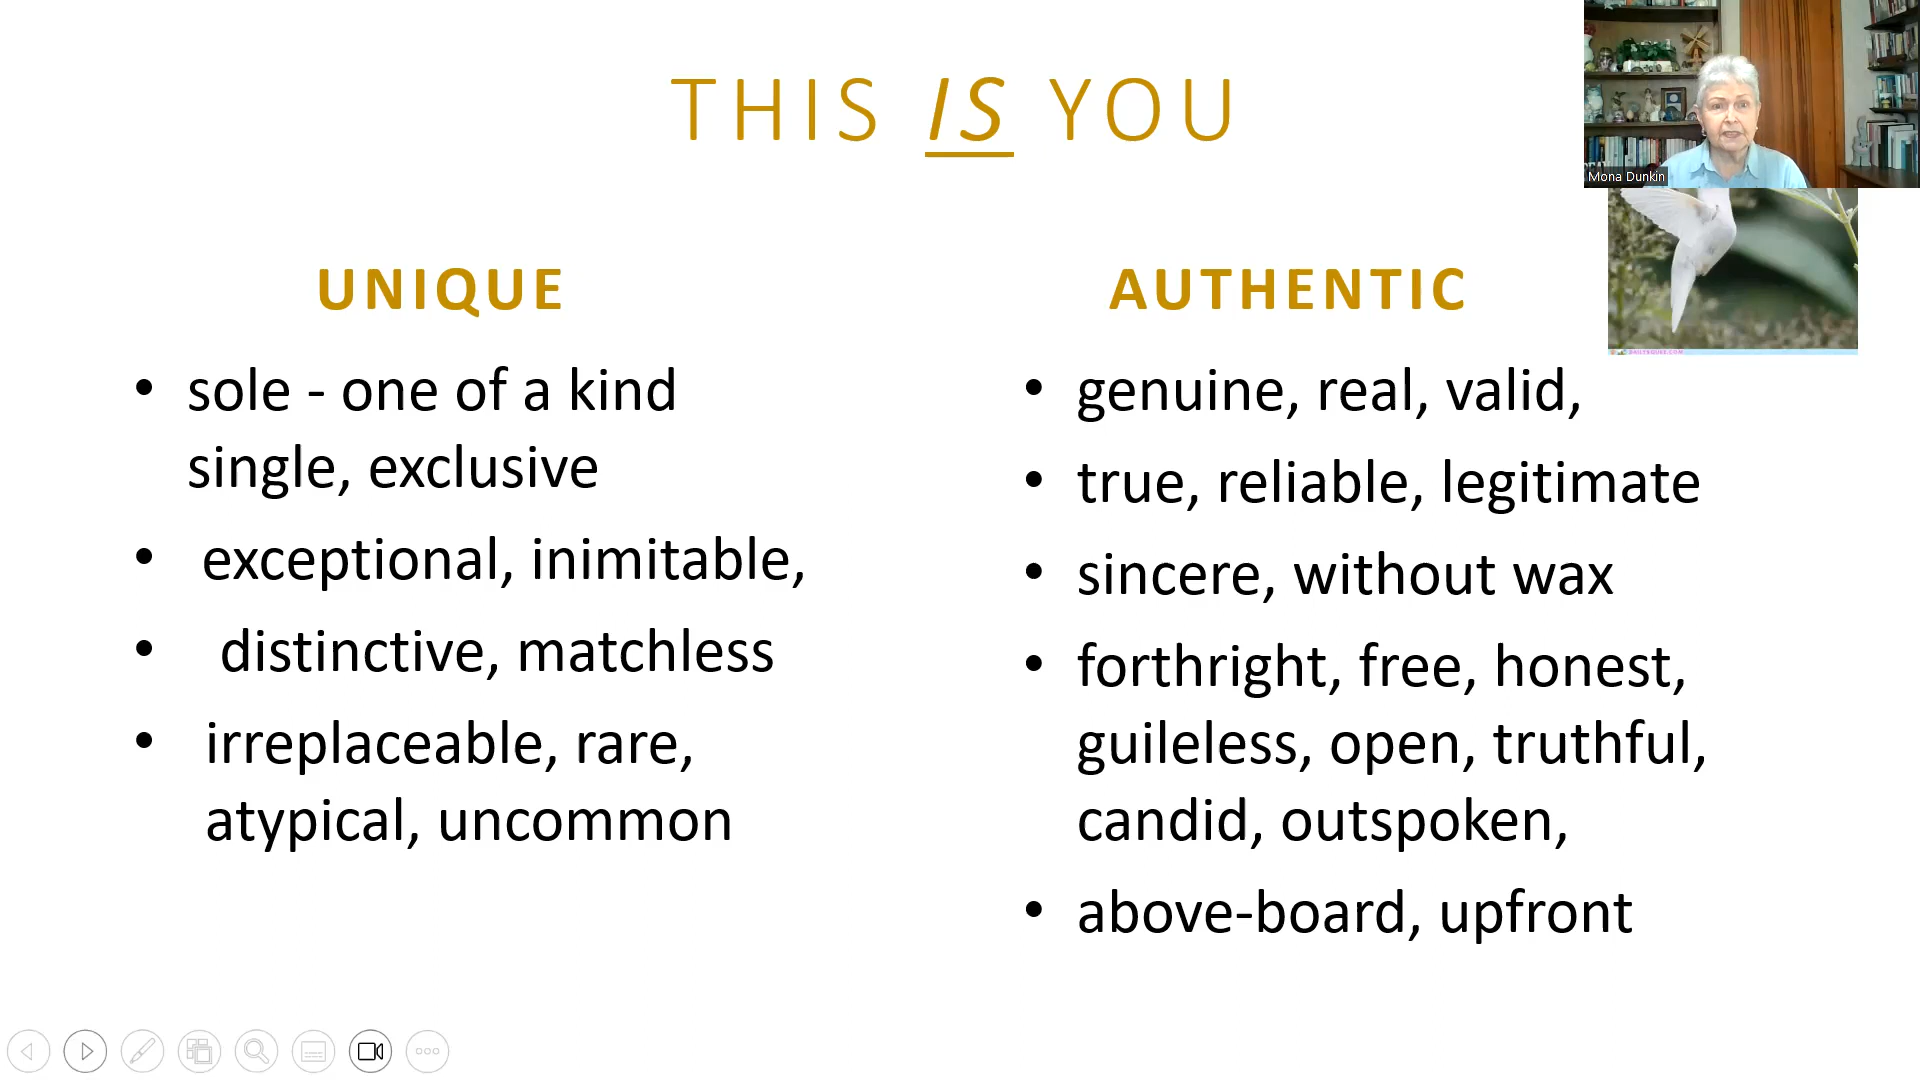 THIS IS YOU
Mona Dunkin
UNIQUE
• sole - one of a kind
single, exclusive
• exceptional, inimitable,
• distinctive, matchless
• irreplaceable, rare,
atypical, uncommon
AUTHENTIC
• genuine, real, valid,
• true, reliable, legitimate
• sincere, without wax
• forthright, free, honest,
guileless, open, truthful,
candid, outspoken,
• above-board, upfront